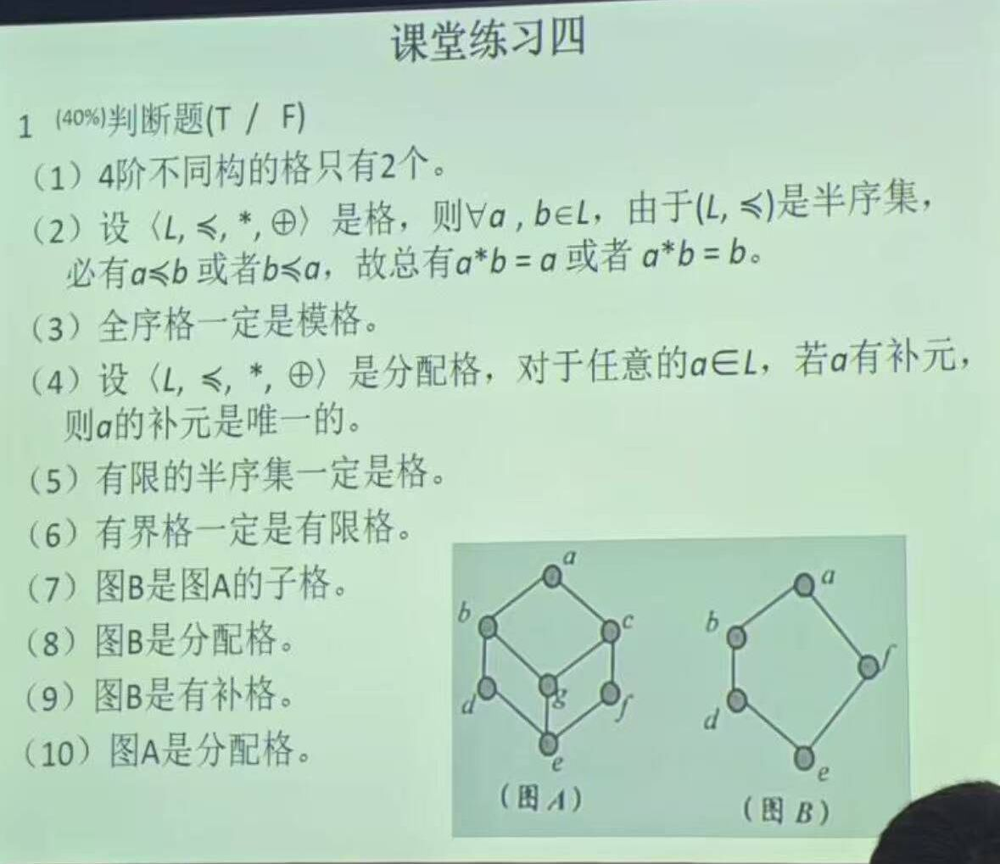 课堂练习四
1 (40%)判断题(T / F)
（1）4阶不同构的格只有2个。
（2）设〈L, ≼, *, ⊕〉是格，则∀a , b∈L，由于(L, ≼)是半序集，
必有a≼b 或者b≼a，故总有a*b = a 或者 a*b = b。
（3）全序格一定是模格。
（4）设〈L, ≼, *, ⊕〉是分配格，对于任意的a∈L，若a有补元，
则a的补元是唯一的。
（5）有限的半序集一定是格。
（6）有界格一定是有限格。
（7）图B是图A的子格。
（8）图B是分配格。
（9）图B是有补格。
（10）图A是分配格。
a
b
c
d
g
f
e
（图 A）
a
b
f
d
e
（图 B）